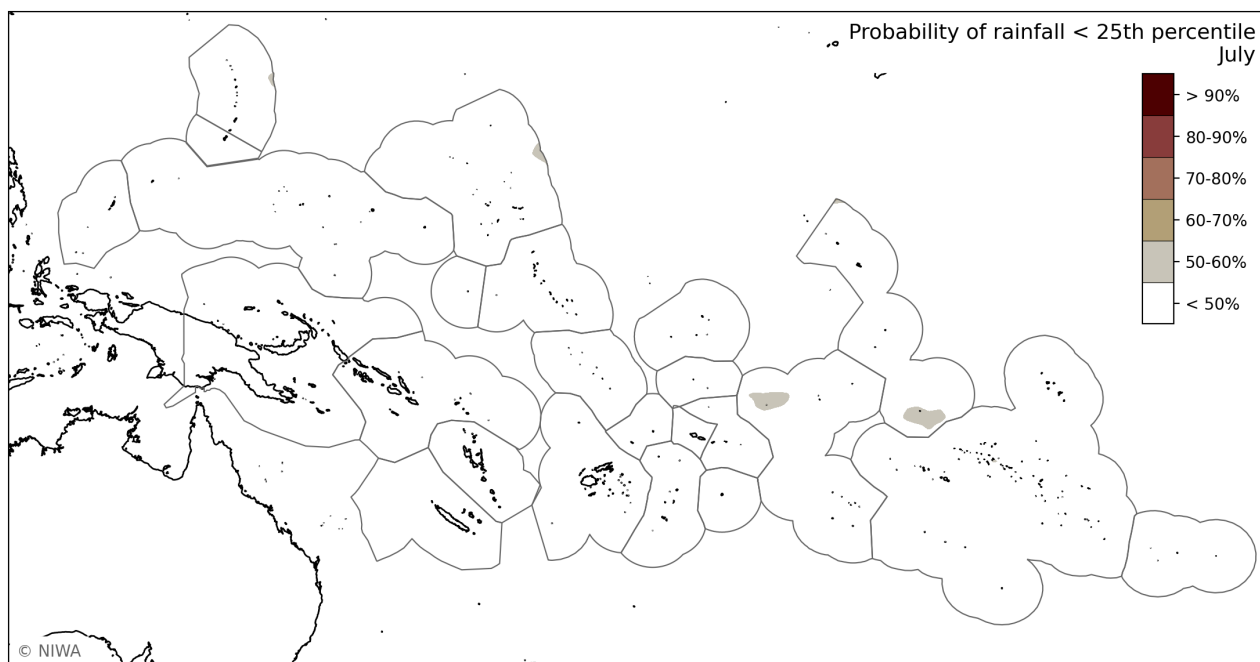 Probability of rainfall < 25th percentile
July
> 90%
80-90%
70-80%
60-70%
50-60%
< 50%
© NIWA